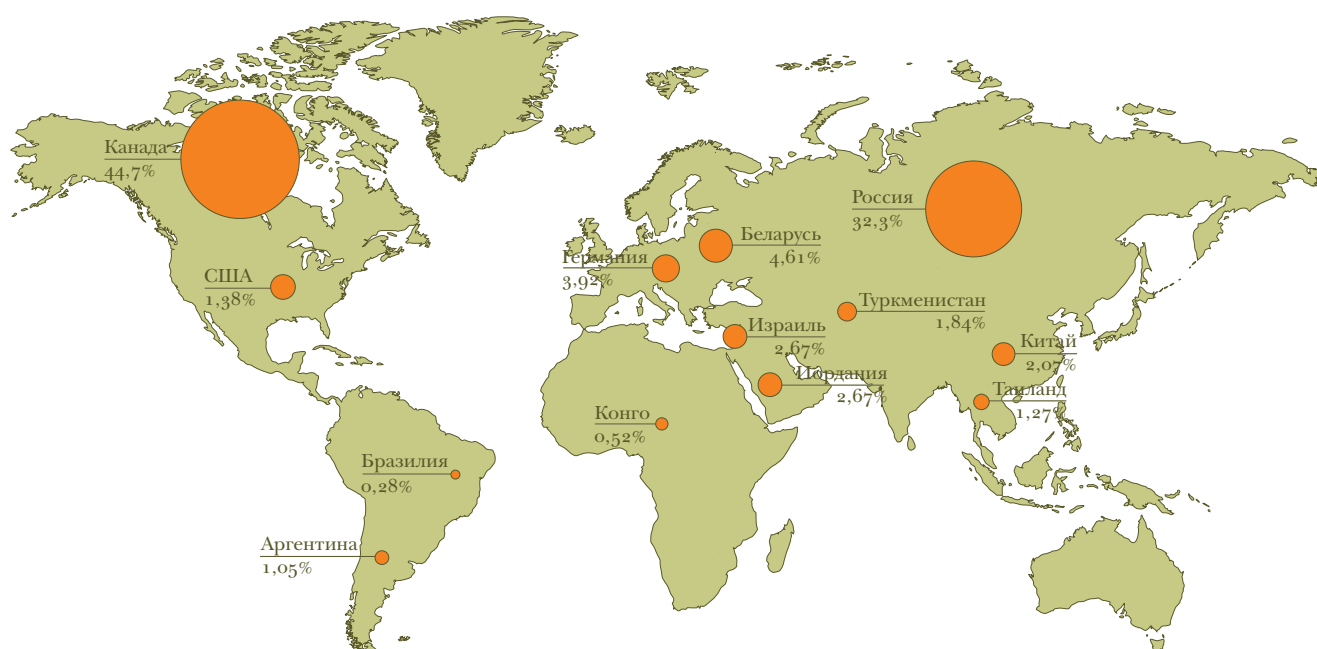 Канада
44,7%
Россия
32,3%
Беларусь
4,61%
Германия
3,92%
США
1,38%
Туркменистан
1,84%
Израиль
2,67%
Китай
2,07%
Иордания
2,67%
Таиланд
1,27%
Конго
0,52%
Бразилия
0,28%
Аргентина
1,05%